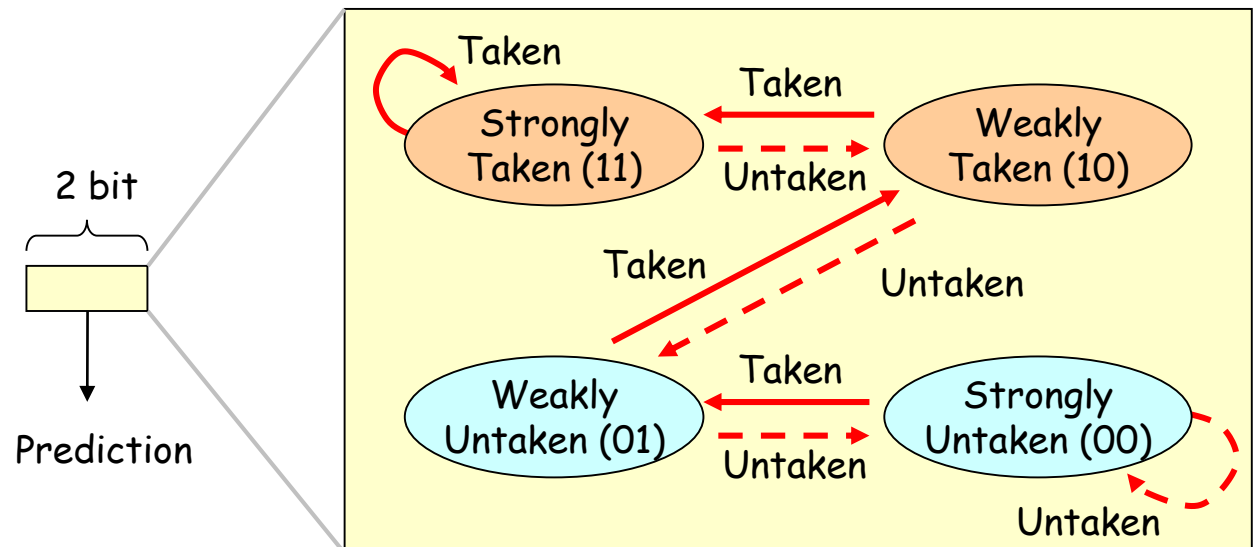 Taken
Taken
Strongly
Taken (11)
Weakly
Taken (10)
Untaken
2 bit
Taken
Untaken
Prediction
Taken
Weakly
Untaken (01)
Strongly
Untaken (00)
Untaken
Untaken